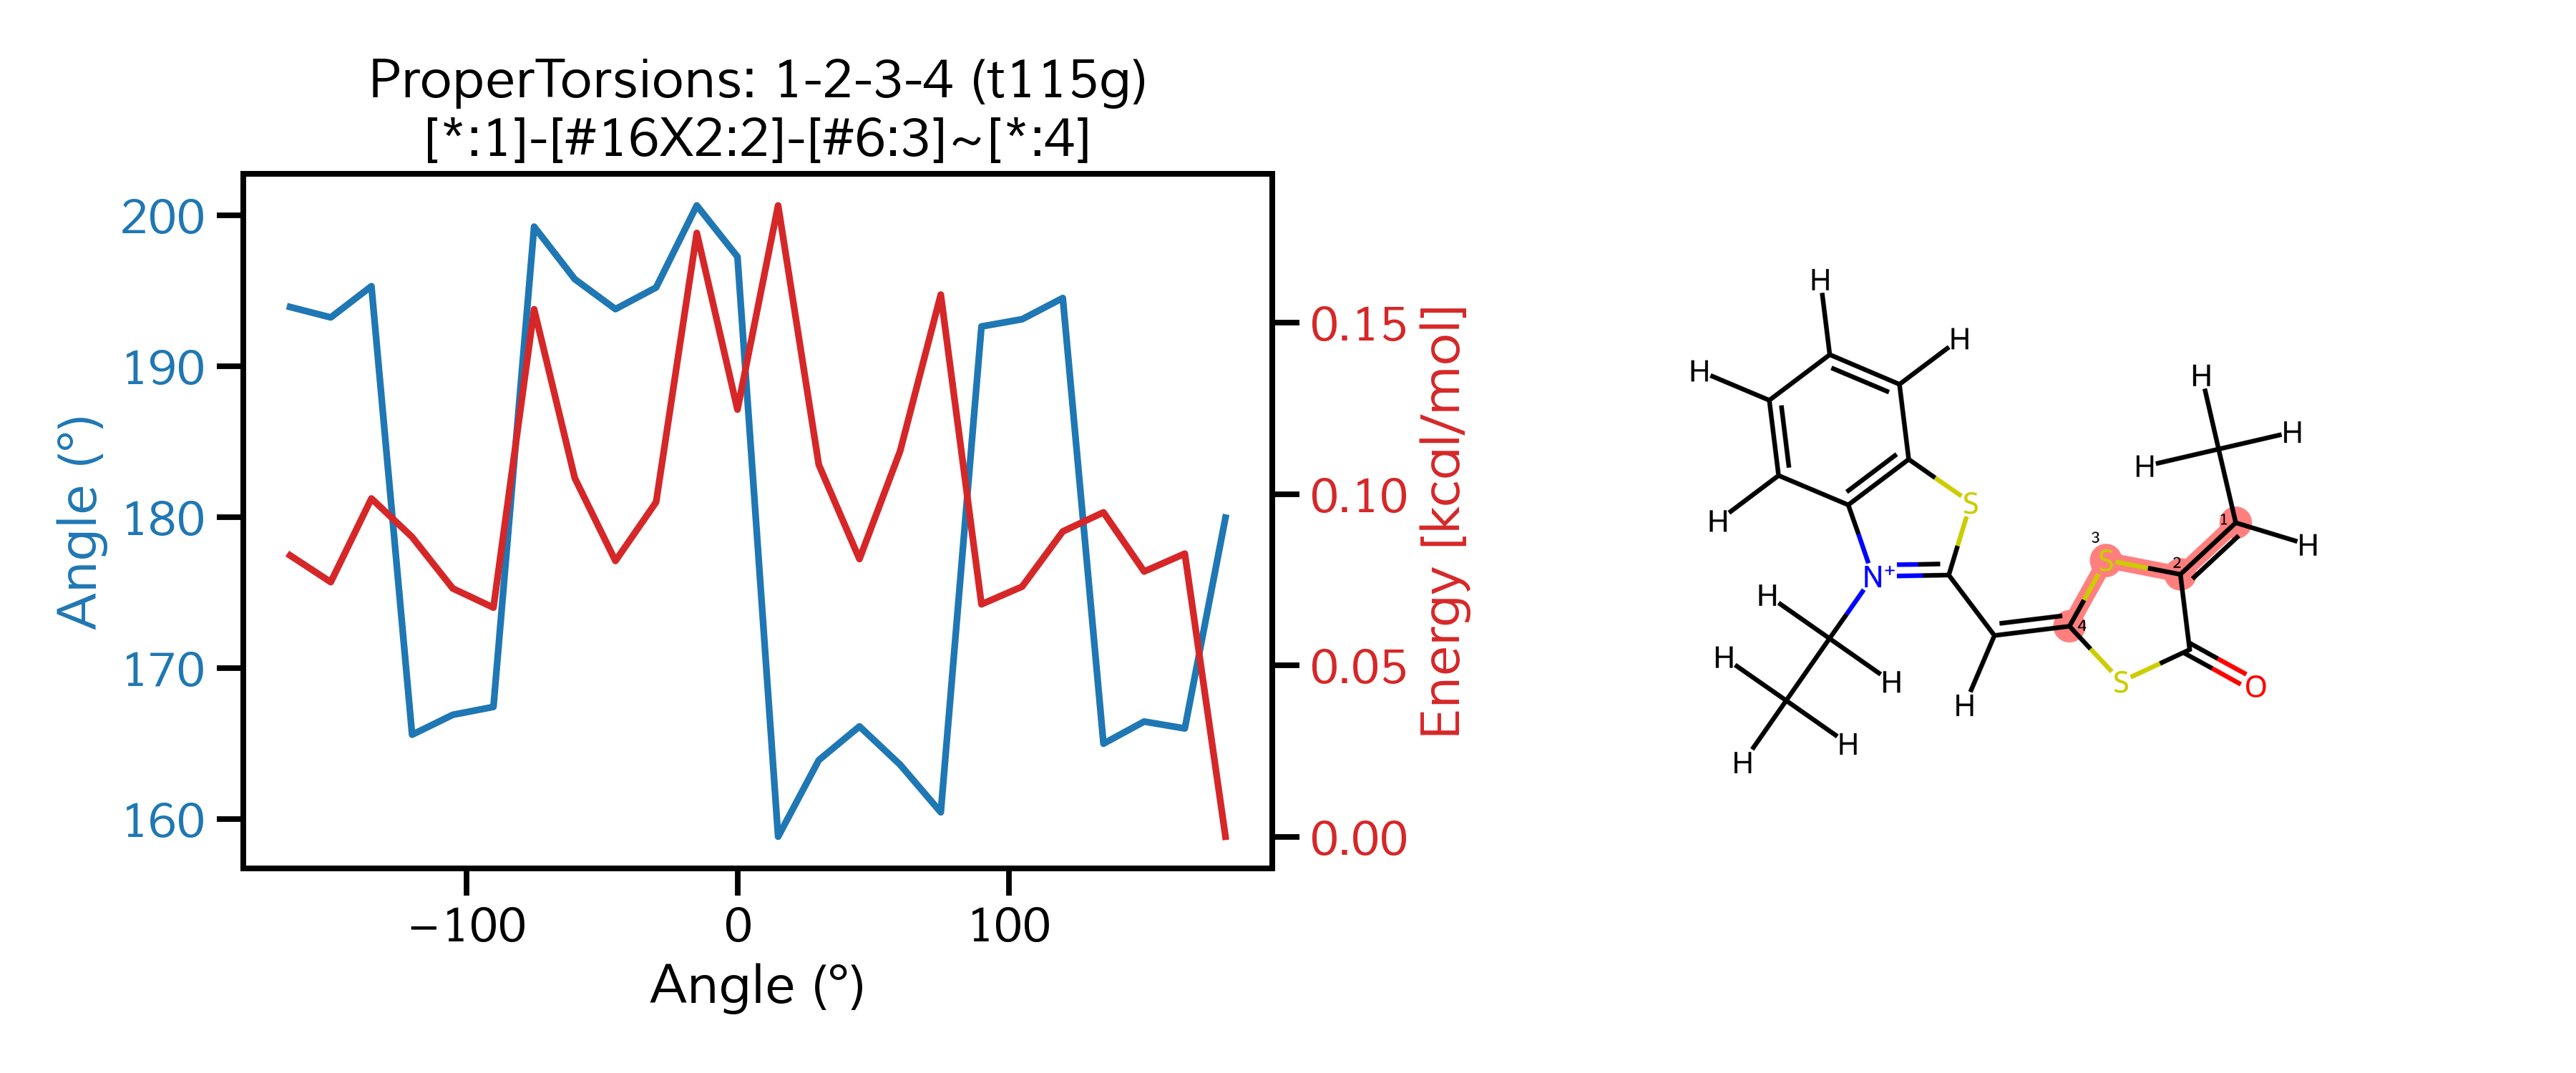 ProperTorsions: 1-2-3-4 (t115g)
[*:1]-[#16X2:2]-[#6:3]~[*:4]
200
190
180
170
160
Angle (°)
0.15
0.10
0.05
0.00
Energy [kcal/mol]
−100
0
100
Angle (°)
H
H
H
H
H
H
H
S
H
1
3
S
2
H
N+
H
4
H
H
S
O
H
H
H
H